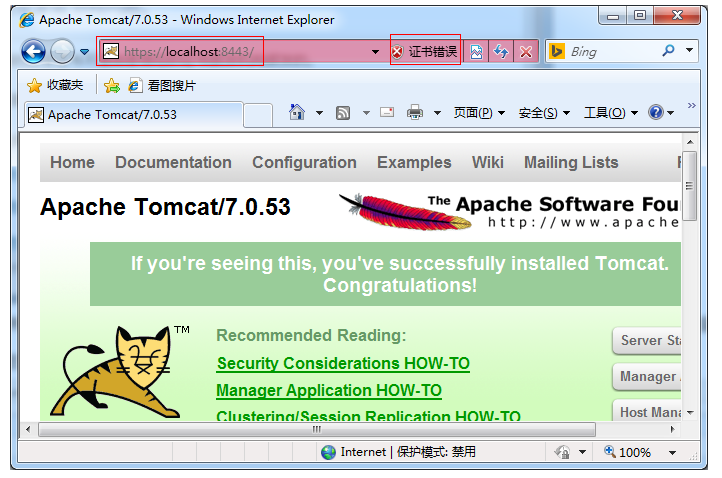 Apache Tomcat/7.0.53 - Windows Internet Explorer
https://localhost:8443/
证书错误
Bing
收藏夹
看图搜片
Apache Tomcat/7.0.53
页面(P)
安全(S)
工具(O)
Home Documentation Configuration Examples Wiki Mailing Lists
Apache Tomcat/7.0.53
The Apache Software Fou
http://www.apache
If you're seeing this, you've successfully installed Tomcat.
Congratulations!
TM
Recommended Reading:
Security Considerations HOW-TO
Manager Application HOW-TO
Clustering/Session Replication HOW-TO
Server Sta
Manager
Host Mana
Internet | 保护模式: 禁用
100%